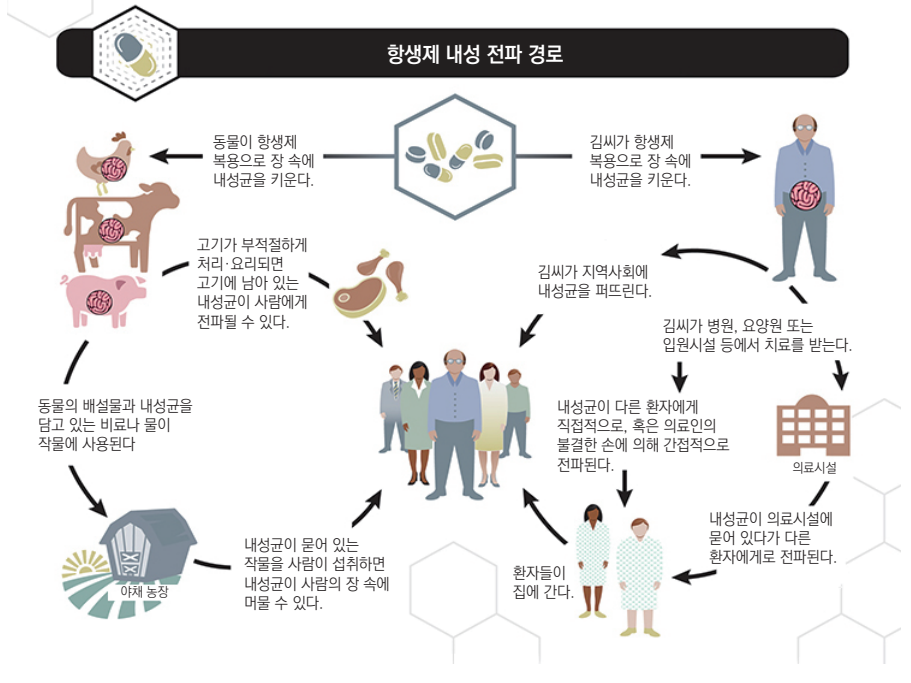 항생제 내성 전파 경로
동물이 항생제
복용으로 장 속에
내성균을 키운다.
김씨가 항생제
복용으로 장 속에
내성균을 키운다.
고기가 부적절하게
처리·요리되면
고기에 남아 있는
내성균이 사람에게
전파될 수 있다.
김씨가 지역사회에
내성균을 퍼뜨린다.
김씨가 병원, 요양원 또는
입원시설 등에서 치료를 받는다.
동물의 배설물과 내성균을
담고 있는 비료나 물이
작물에 사용된다
내성균이 다른 환자에게
직접적으로, 혹은 의료인의
불결한 손에 의해 간접적으로
전파된다.
의료시설
내성균이 의료시설에
묻어 있다가 다른
환자에게로 전파된다.
야채 농장
내성균이 묻어 있는
작물을 사람이 섭취하면
내성균이 사람의 장 속에
머물 수 있다.
환자들이
집에 간다.